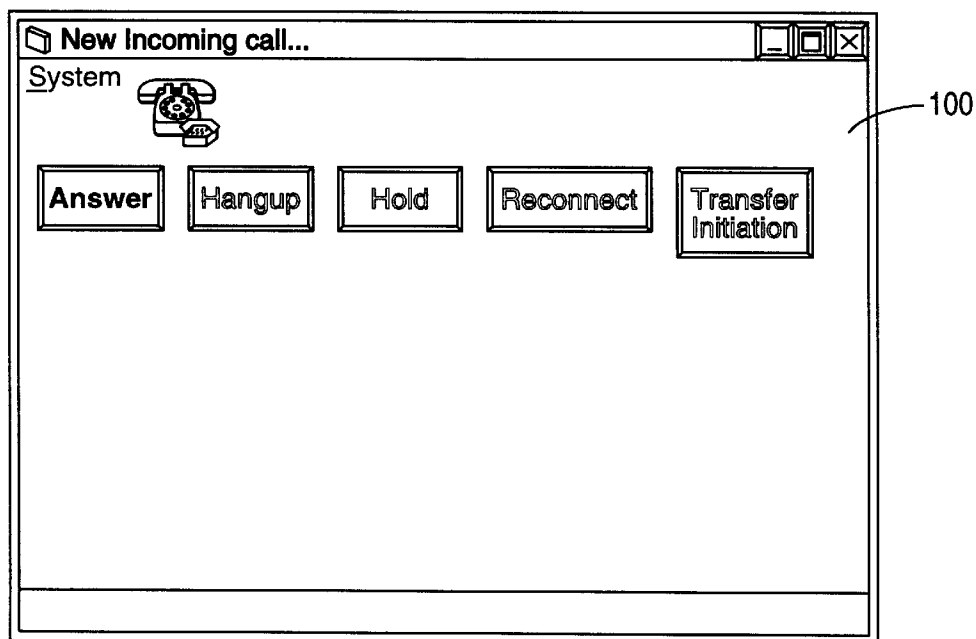 New Incoming call...
System
100
Answer
Hangup
Hold
Reconnect
Transfer
Initiation